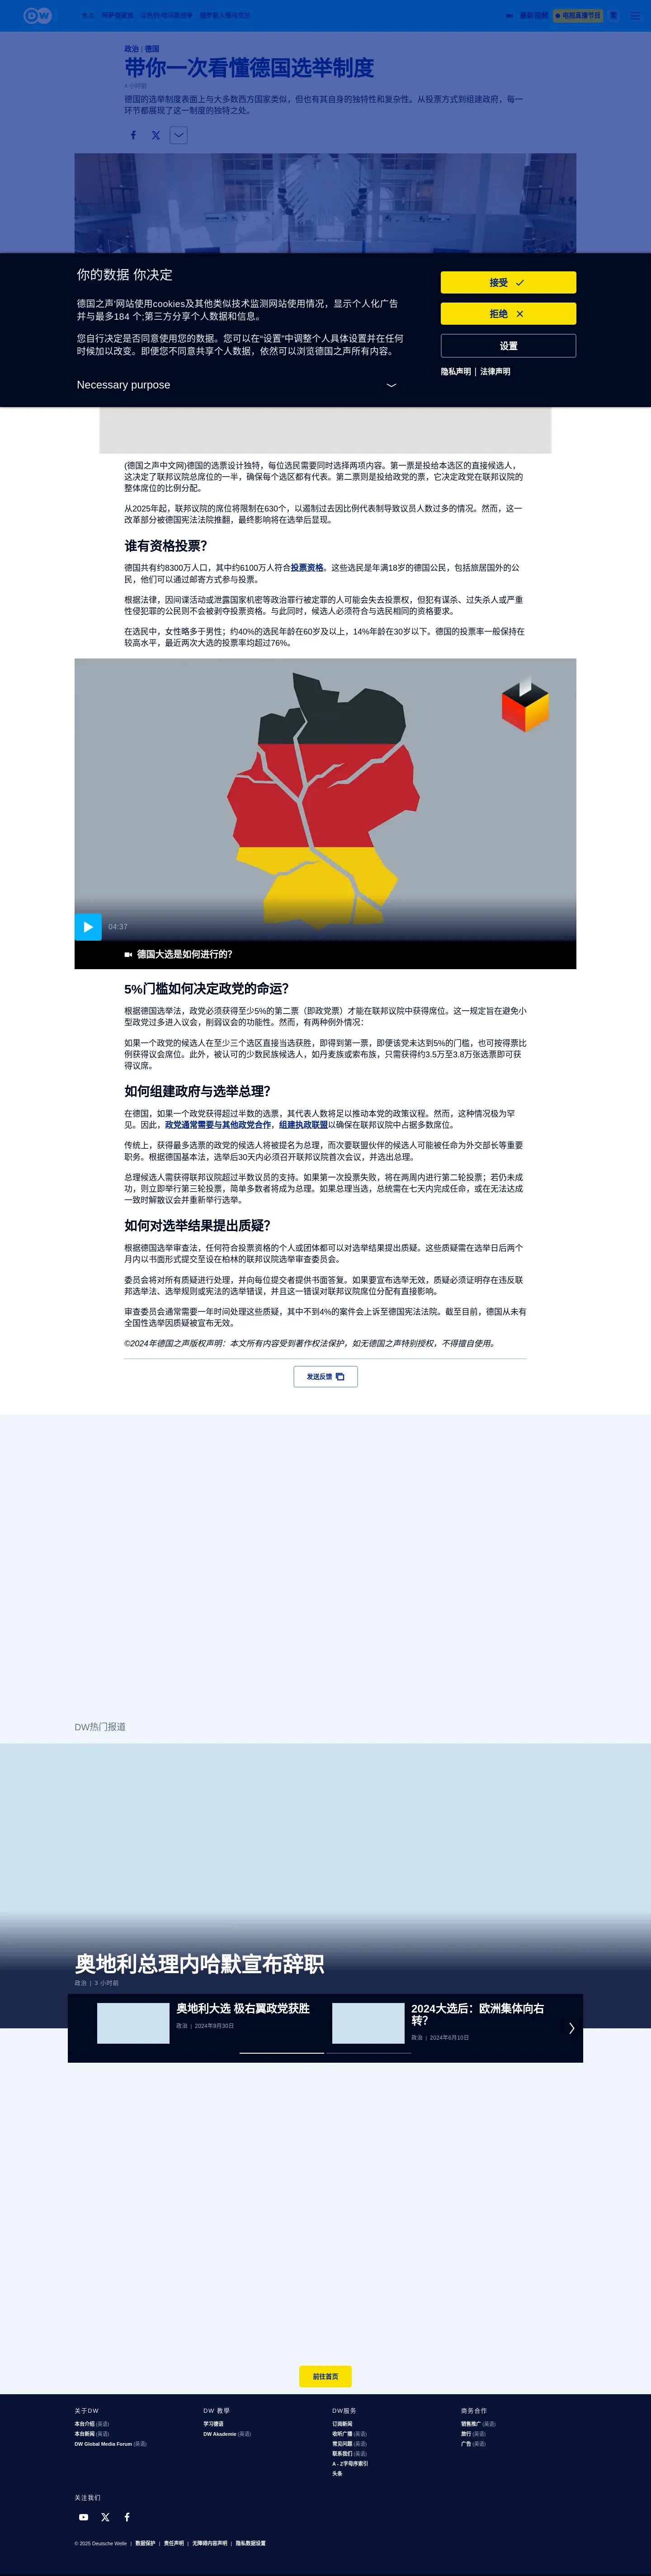 DW
焦点 阿萨德家族 以色列-哈马斯战争 俄罗斯入侵乌克兰
最新视频
电视直播节目
政治 | 德国
带你一次看懂德国选举制度
4 小时前
德国的选举制度表面上与大多数西方国家类似，但也有其自身的独特性和复杂性。从投票方式到组建政府，每一
环节都展现了这一制度的独特之处。
你的数据 你决定
德国之声'网站使用cookies及其他类似技术监测网站使用情况，显示个人化广告
并与最多184 个;第三方分享个人数据和信息。
您自行决定是否同意使用您的数据。您可以在“设置”中调整个人具体设置并在任何
时候加以改变。即便您不同意共享个人数据，依然可以浏览德国之声所有内容。
Necessary purpose
接受
拒绝
设置
隐私声明 | 法律声明
(德国之声中文网)德国的选票设计独特，每位选民需要同时选择两项内容。第一票是投给本选区的直接候选人，
这决定了联邦议院总席位的一半，确保每个选区都有代表。第二票则是投给政党的票，它决定政党在联邦议院的
整体席位的比例分配。
从2025年起，联邦议院的席位将限制在630个，以遏制过去因比例代表制导致议员人数过多的情况。然而，这一
改革部分被德国宪法法院推翻，最终影响将在选举后显现。
谁有资格投票？
德国共有约8300万人口，其中约6100万人符合投票资格。这些选民是年满18岁的德国公民，包括旅居国外的公
民，他们可以通过邮寄方式参与投票。
根据法律，因间谍活动或泄露国家机密等政治罪行被定罪的人可能会失去投票权，但犯有谋杀、过失杀人或严重
性侵犯罪的公民则不会被剥夺投票资格。与此同时，候选人必须符合与选民相同的资格要求。
在选民中，女性略多于男性；约40%的选民年龄在60岁及以上，14%年龄在30岁以下。德国的投票率一般保持在
较高水平，最近两次大选的投票率均超过76%。
04:37
德国大选是如何进行的？
5%门槛如何决定政党的命运？
根据德国选举法，政党必须获得至少5%的第二票（即政党票）才能在联邦议院中获得席位。这一规定旨在避免小
型政党过多进入议会，削弱议会的功能性。然而，有两种例外情况：
如果一个政党的候选人在至少三个选区直接当选获胜，即得到第一票，即便该党未达到5%的门槛，也可按得票比
例获得议会席位。此外，被认可的少数民族候选人，如丹麦族或索布族，只需获得约3.5万至3.8万张选票即可获
得议席。
如何组建政府与选举总理？
在德国，如果一个政党获得超过半数的选票，其代表人数将足以推动本党的政策议程。然而，这种情况极为罕
见。因此，政党通常需要与其他政党合作，组建执政联盟以确保在联邦议院中占据多数席位。
传统上，获得最多选票的政党的候选人将被提名为总理，而次要联盟伙伴的候选人可能被任命为外交部长等重要
职务。根据德国基本法，选举后30天内必须召开联邦议院首次会议，并选出总理。
总理候选人需获得联邦议院超过半数议员的支持。如果第一次投票失败，将在两周内进行第二轮投票；若仍未成
功，则立即举行第三轮投票，简单多数者将成为总理。如果总理当选，总统需在七天内完成任命，或在无法达成
一致时解散议会并重新举行选举。
如何对选举结果提出质疑？
根据德国选举审查法，任何符合投票资格的个人或团体都可以对选举结果提出质疑。这些质疑需在选举日后两个
月内以书面形式提交至设在柏林的联邦议院选举审查委员会。
委员会将对所有质疑进行处理，并向每位提交者提供书面答复。如果要宣布选举无效，质疑必须证明存在违反联
邦选举法、选举规则或宪法的选举错误，并且这一错误对联邦议院席位分配有直接影响。
审查委员会通常需要一年时间处理这些质疑，其中不到4%的案件会上诉至德国宪法法院。截至目前，德国从未有
全国性选举因质疑被宣布无效。
©2024年德国之声版权声明：本文所有内容受到著作权法保护，如无德国之声特别授权，不得擅自使用。
发送反馈
DW热门报道
奥地利总理内哈默宣布辞职
政治 | 3 小时前
奥地利大选 极右翼政党获胜
政治 | 2024年9月30日
2024大选后：欧洲集体向右
转？
政治 | 2024年6月10日
前往首页
关于DW
本台介绍 (英语)
本台新闻 (英语)
DW Global Media Forum (英语)
DW 教学
学习德语
DW Akademie (英语)
DW服务
订阅新闻
收听广播 (英语)
常见问题 (英语)
联系我们 (英语)
A - Z字母序索引
头条
商务合作
销售推广 (英语)
旅行 (英语)
广告 (英语)
关注我们
© 2025 Deutsche Welle | 数据保护 | 责任声明 | 无障碍内容声明 | 隐私数据设置